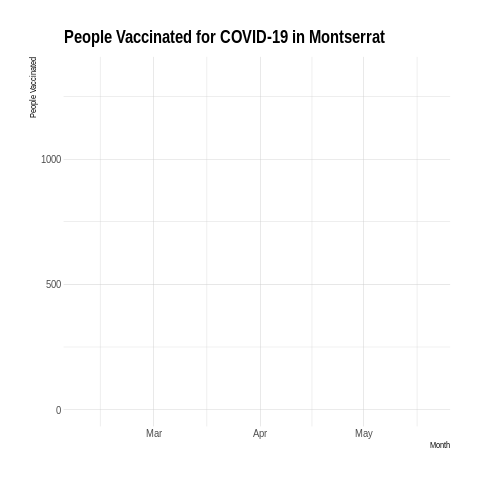 People Vaccinated for COVID-19 in Montserrat
People Vaccinated
1000
500
0
Mar Apr May
Month